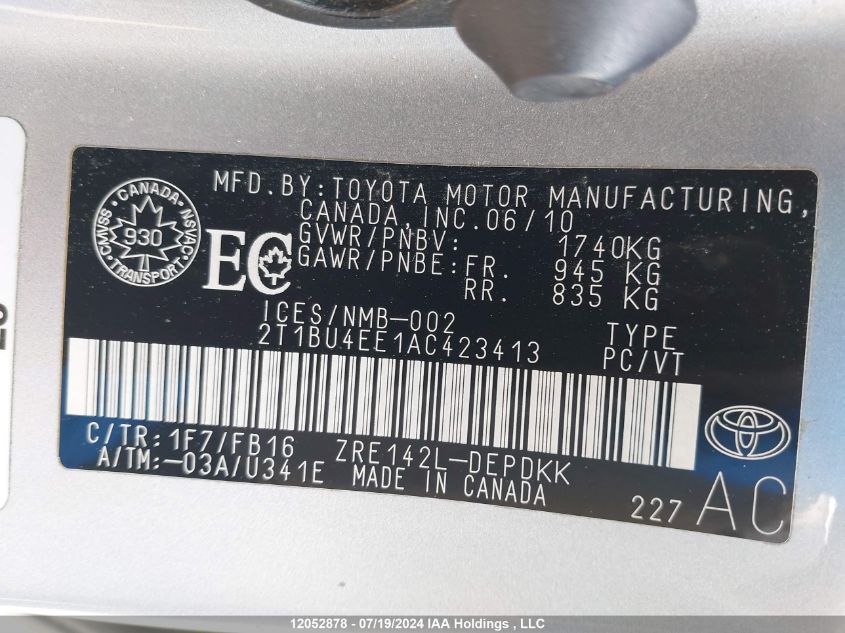 MFD.BY:TOYOTA MOTOR MANUFACTURING,
CANADA, INC.06/10
GVWR/PNBV: 1740KG
GAWR/PNBE:FR. 945 KG
RR. 835 KG
CANADA
CMVSS 930 NSVAC
TRANSPORT
EC
ICES/NMB-002
2T1BU4EE1AC423413
TYPE
PC/VT
C/TR:1F7/FB16 ZRE142L-DEPDKK
A/TM:-03A/U341E MADE IN CANADA
227 AC
12052878 - 07/19/2024 IAA Holdings , LLC